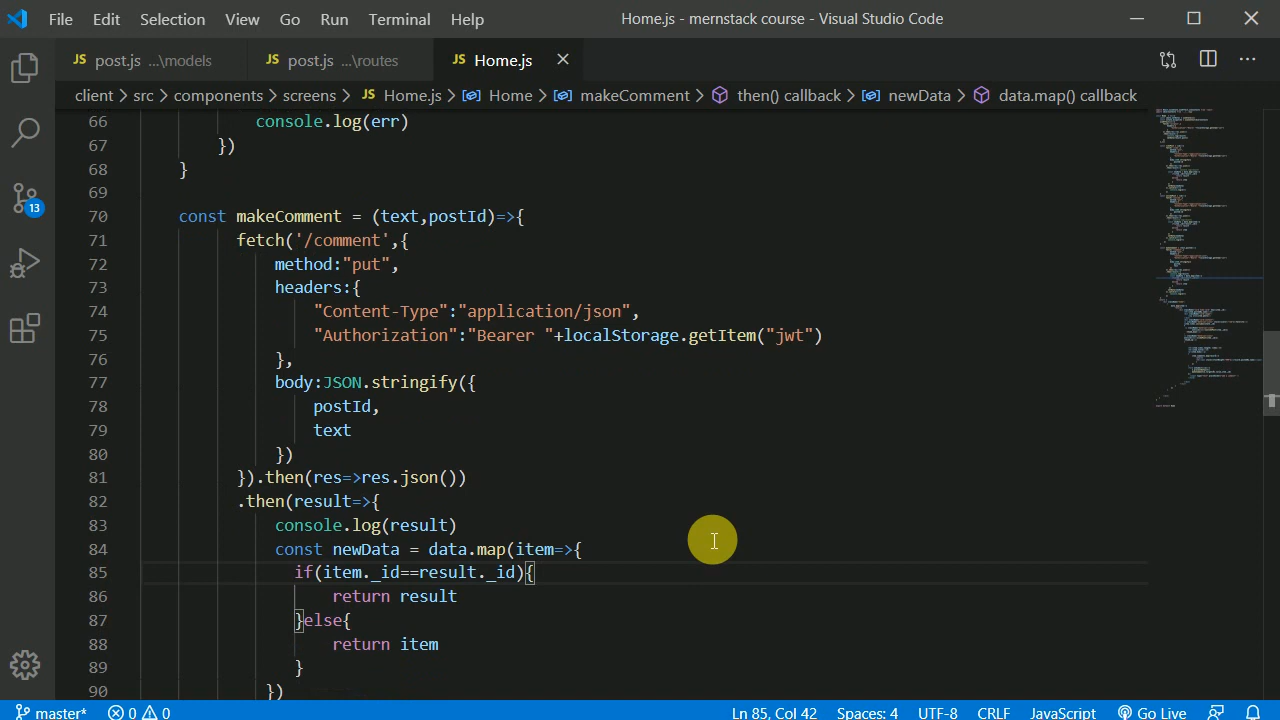 File Edit Selection View Go Run Terminal Help Home.js - mernstack course - Visual Studio Code
JS post.js ...\models JS post.js ...\routes JS Home.js
client > src > components > screens > JS Home.js > Home > makeComment > then() callback > newData > data.map() callback
66 console.log(err)
67 })
68 }
69
70 const makeComment = (text,postId)=>{
71 fetch('/comment',{
72 method:"put",
73 headers:{
74 "Content-Type":"application/json",
75 "Authorization":"Bearer "+localStorage.getItem("jwt")
76 },
77 body:JSON.stringify({
78 postId,
79 text
80 })
81 }).then(res=>res.json())
82 .then(result=>{
83 console.log(result)
84 const newData = data.map(item=>{
85 if(item._id==result._id){
86 return result
87 }else{
88 return item
89 }
90 })
13
master* 0 0 Ln 85, Col 42 Spaces: 4 UTF-8 CRLF JavaScript Go Live